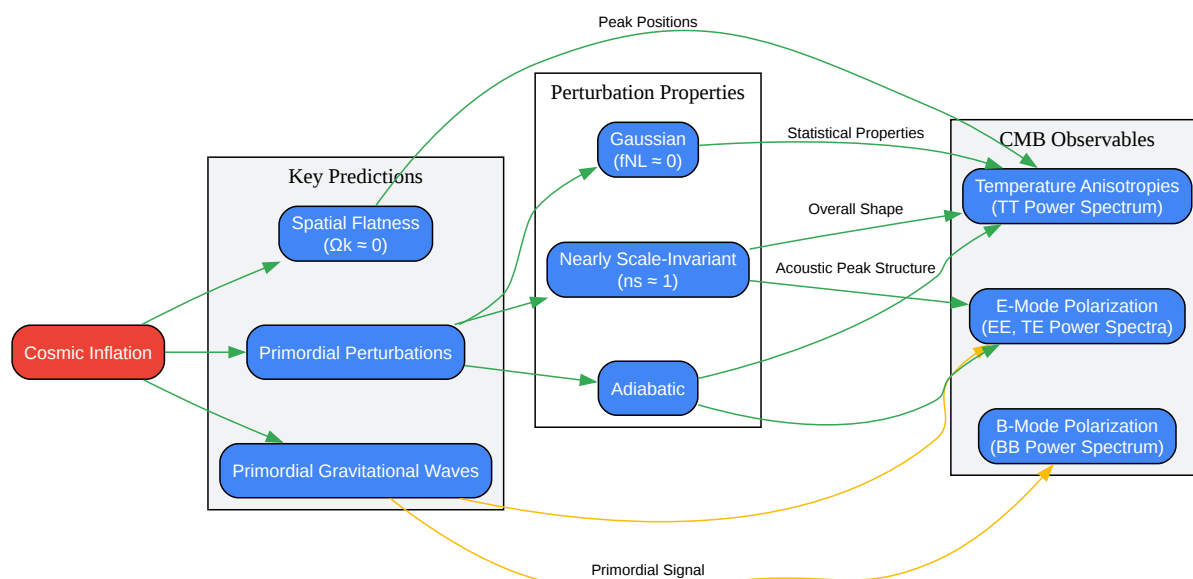 Peak Positions
Perturbation Properties
Gaussian
(fNL ≈ 0)
Statistical Properties
CMB Observables
Key Predictions
Temperature Anisotropies
(TT Power Spectrum)
Spatial Flatness
(Ωk ≈ 0)
Overall Shape
Nearly Scale-Invariant
(ns ≈ 1)
Acoustic Peak Structure
E-Mode Polarization
(EE, TE Power Spectra)
Cosmic Inflation
Primordial Perturbations
Adiabatic
B-Mode Polarization
(BB Power Spectrum)
Primordial Gravitational Waves
Primordial Signal